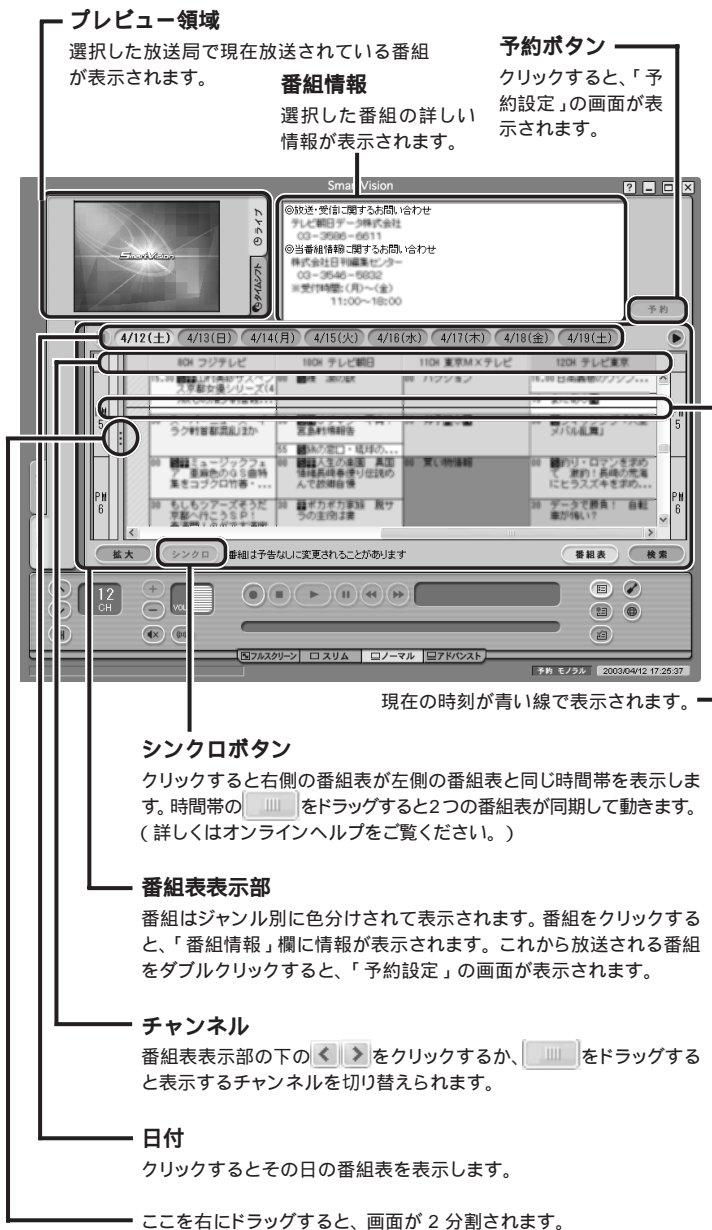 プレビュー領域
選択した放送局で現在放送されている番組
が表示されます。
番組情報
選択した番組の詳しい
情報が表示されます。
予約ボタン
クリックすると、「予
約設定」の画面が表
示されます。
SmartVision
◎放送・受信に関するお問い合わせ
テレビ朝日データ株式会社
03-3586-6611
◎当番組情報に関するお問い合わせ
株式会社日刊編集センター
03-3546-5832
※受付時間:(月)～(金)
11:00～18:00
ライブ
タイムシフト
SmartVision
予約
4/12(土) 4/13(日) 4/14(月) 4/15(火) 4/16(水) 4/17(木) 4/18(金) 4/19(土)
8CH フジテレビ 10CH テレビ朝日 11CH 東京MXテレビ 12CH テレビ東京
PM
5
5
PM
6
PM
6
拡大 シンクロ 番組は予告なしに変更されることがあります 番組表 検索
12
CH
VOL
フルスクリーン スリム ノーマル アドバンスト
予約 モノラル 2003/04/12 17:25:37
現在の時刻が青い線で表示されます。
シンクロボタン
クリックすると右側の番組表が左側の番組表と同じ時間帯を表示しま
す。時間帯の をドラッグすると2つの番組表が同期して動きます。
(詳しくはオンラインヘルプをご覧ください。)
番組表表示部
番組はジャンル別に色分けされて表示されます。番組をクリックする
と、「番組情報」欄に情報が表示されます。これから放送される番組
をダブルクリックすると、「予約設定」の画面が表示されます。
チャンネル
番組表表示部の下の < > をクリックするか、 をドラッグする
と表示するチャンネルを切り替えられます。
日付
クリックするとその日の番組表を表示します。
ここを右にドラッグすると、画面が 2 分割されます。